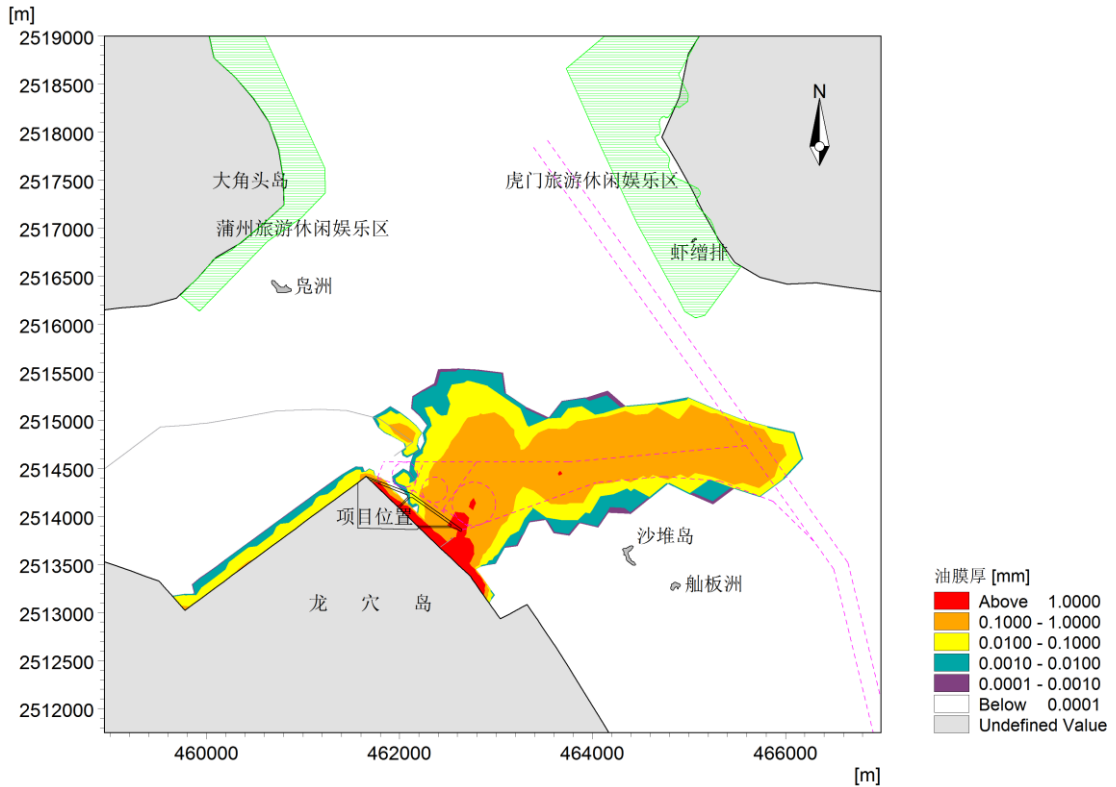 [m]
2519000
2518500
2518000
2517500
2517000
2516500
2516000
2515500
2515000
2514500
2514000
2513500
2513000
2512500
2512000
N
大角头岛
虎门旅游休闲娱乐区
蒲州旅游休闲娱乐区
虾缯排
凫洲
沙堆岛
舢板洲
项目位置
龙 穴 岛
460000 462000 464000 466000
[m]
油膜厚 [mm]
Above 1.0000
0.1000 - 1.0000
0.0100 - 0.1000
0.0010 - 0.0100
0.0001 - 0.0010
Below 0.0001
Undefined Value